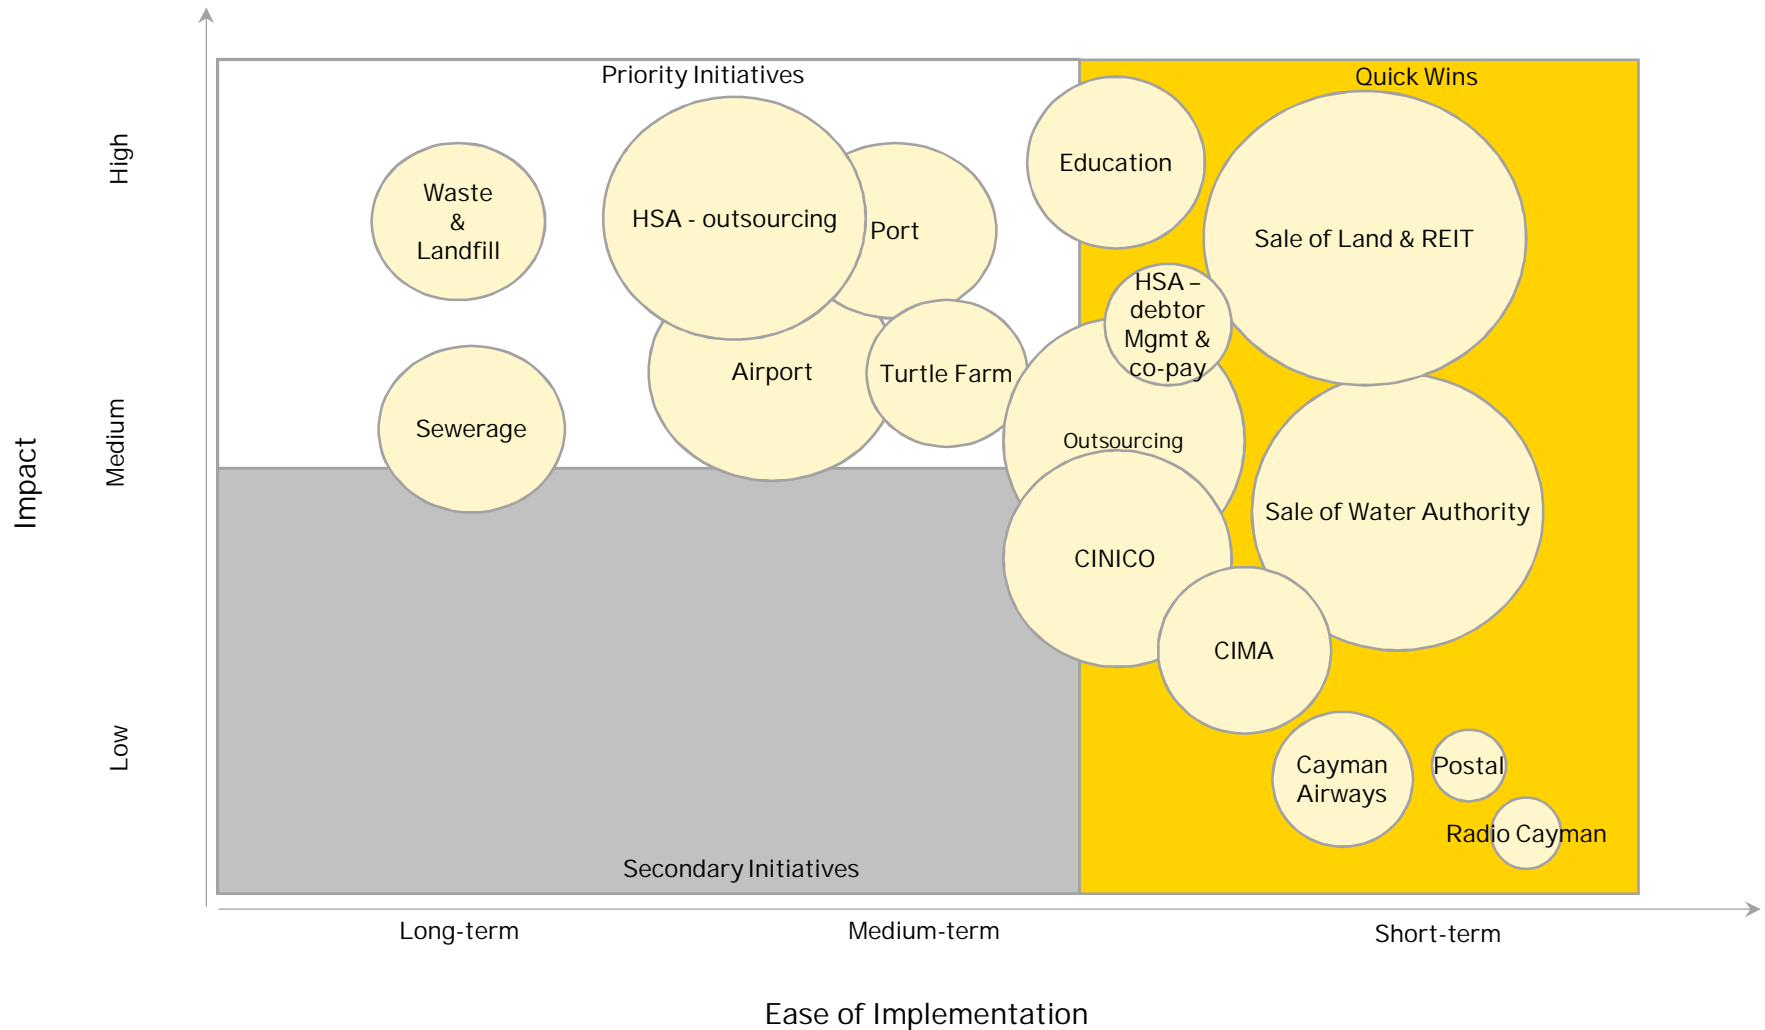 Priority Initiatives
Quick Wins
High
Medium
Low
Impact
Waste
&
Landfill
HSA - outsourcing
Port
Education
Sale of Land & REIT
HSA –
debtor
Mgmt &
co-pay
Airport
Turtle Farm
Sewerage
Outsourcing
Sale of Water Authority
CINICO
CIMA
Cayman
Airways
Postal
Radio Cayman
Secondary Initiatives
Long-term
Medium-term
Short-term
Ease of Implementation